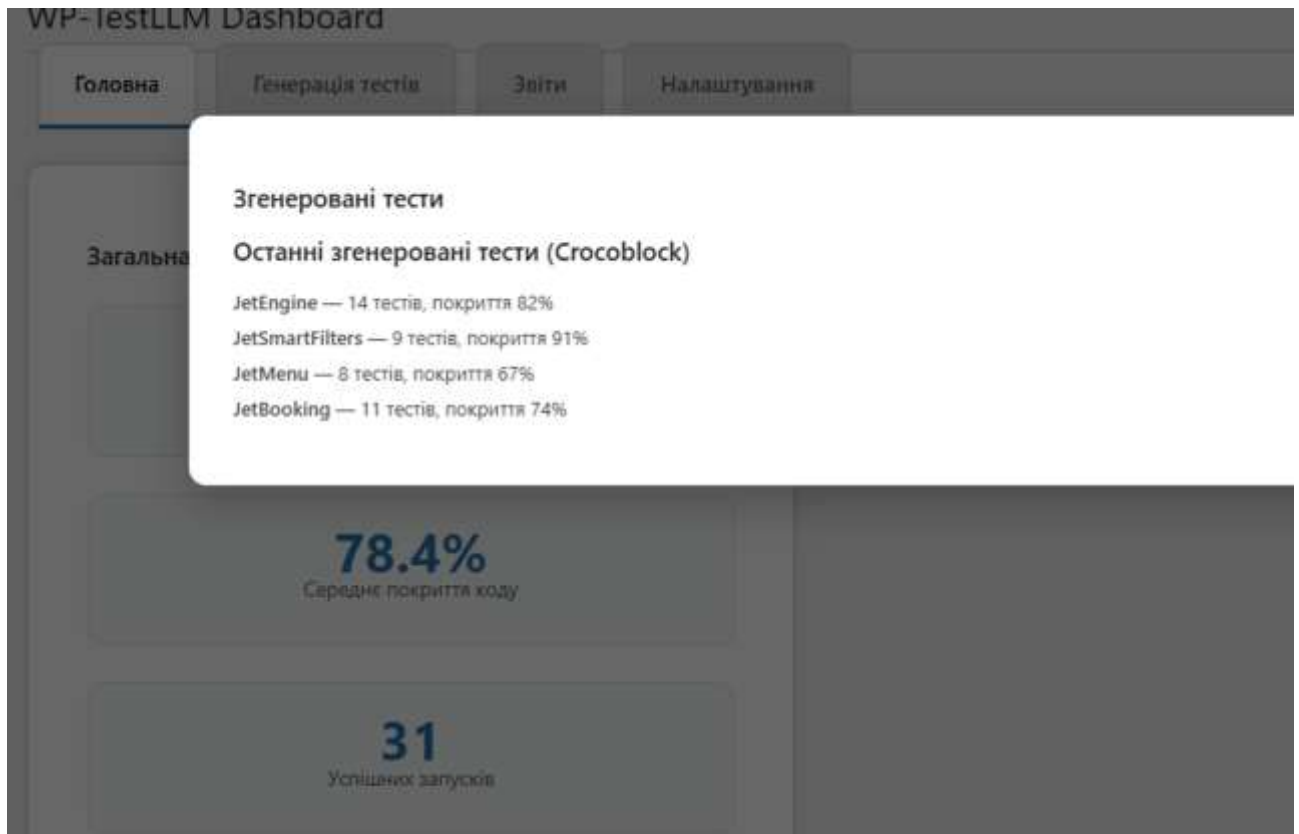 WP-TestLLM Dashboard
Головна
Генерація тестів
Звіти
Налаштування
Згенеровані тести
Загальна
Останні згенеровані тести (Crocoblock)
JetEngine — 14 тестів, покриття 82%
JetSmartFilters — 9 тестів, покриття 91%
JetMenu — 8 тестів, покриття 67%
JetBooking — 11 тестів, покриття 74%
78.4%
Середнє покриття коду
31
Успішних запусків